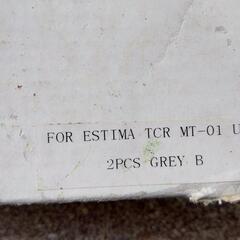 FOR ESTIMA TCR MT-01 U
2PCS GREY B